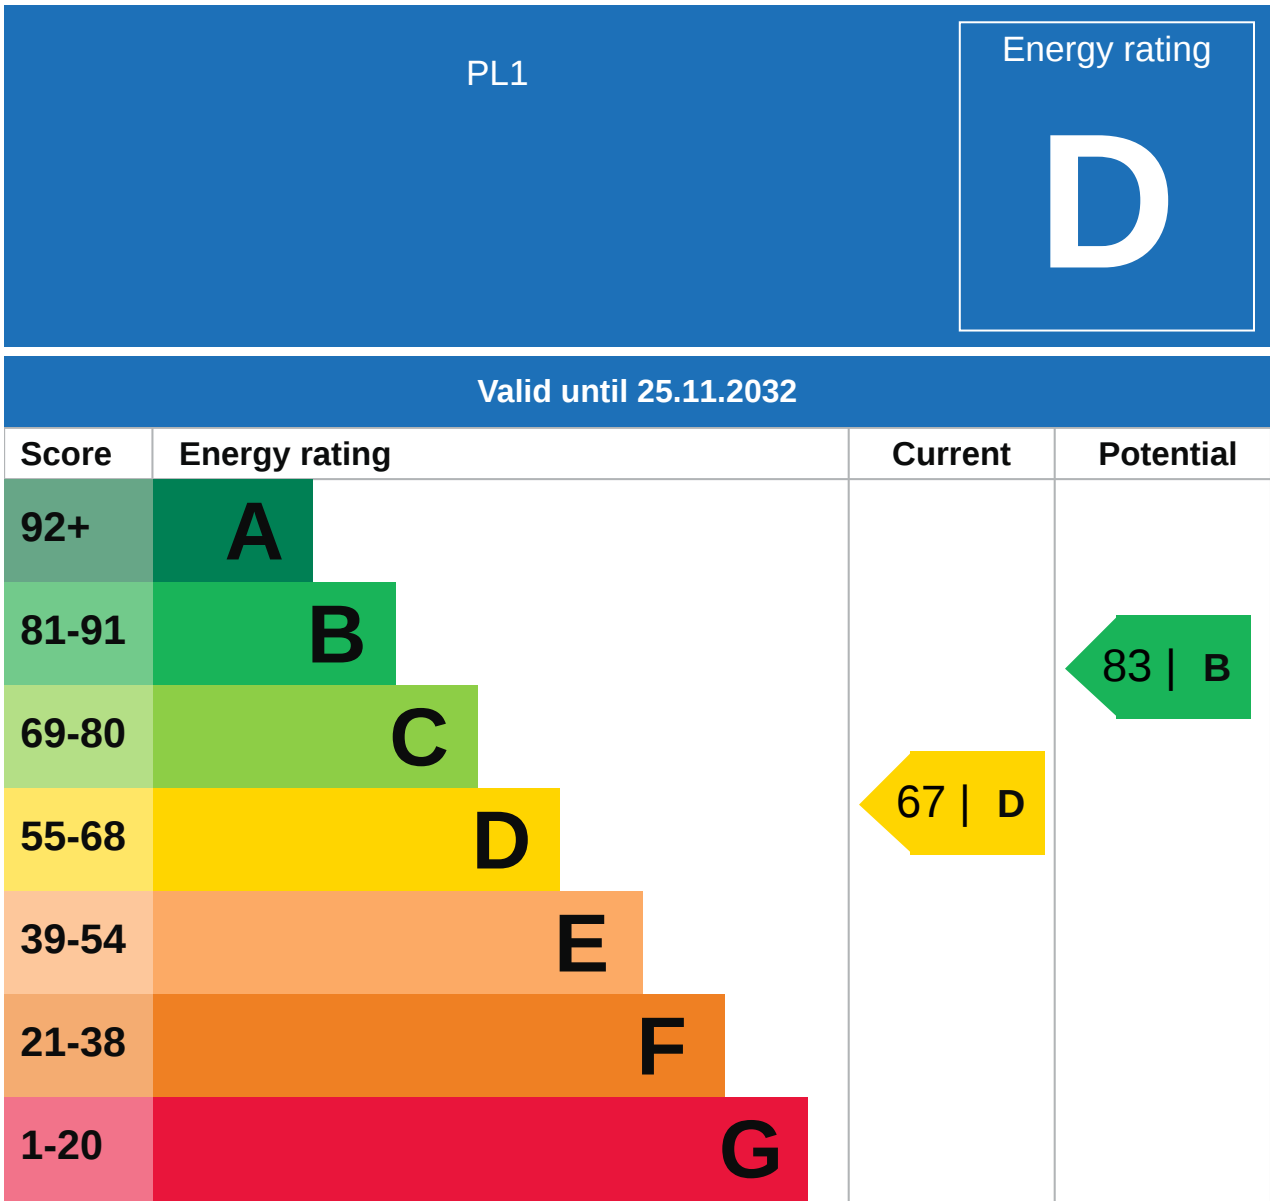 PL1
Energy rating
D
Valid until 25.11.2032
Score Energy rating Current Potential
92+ A
81-91 B
83 | B
69-80 C
55-68 D
67 | D
39-54 E
21-38 F
1-20 G